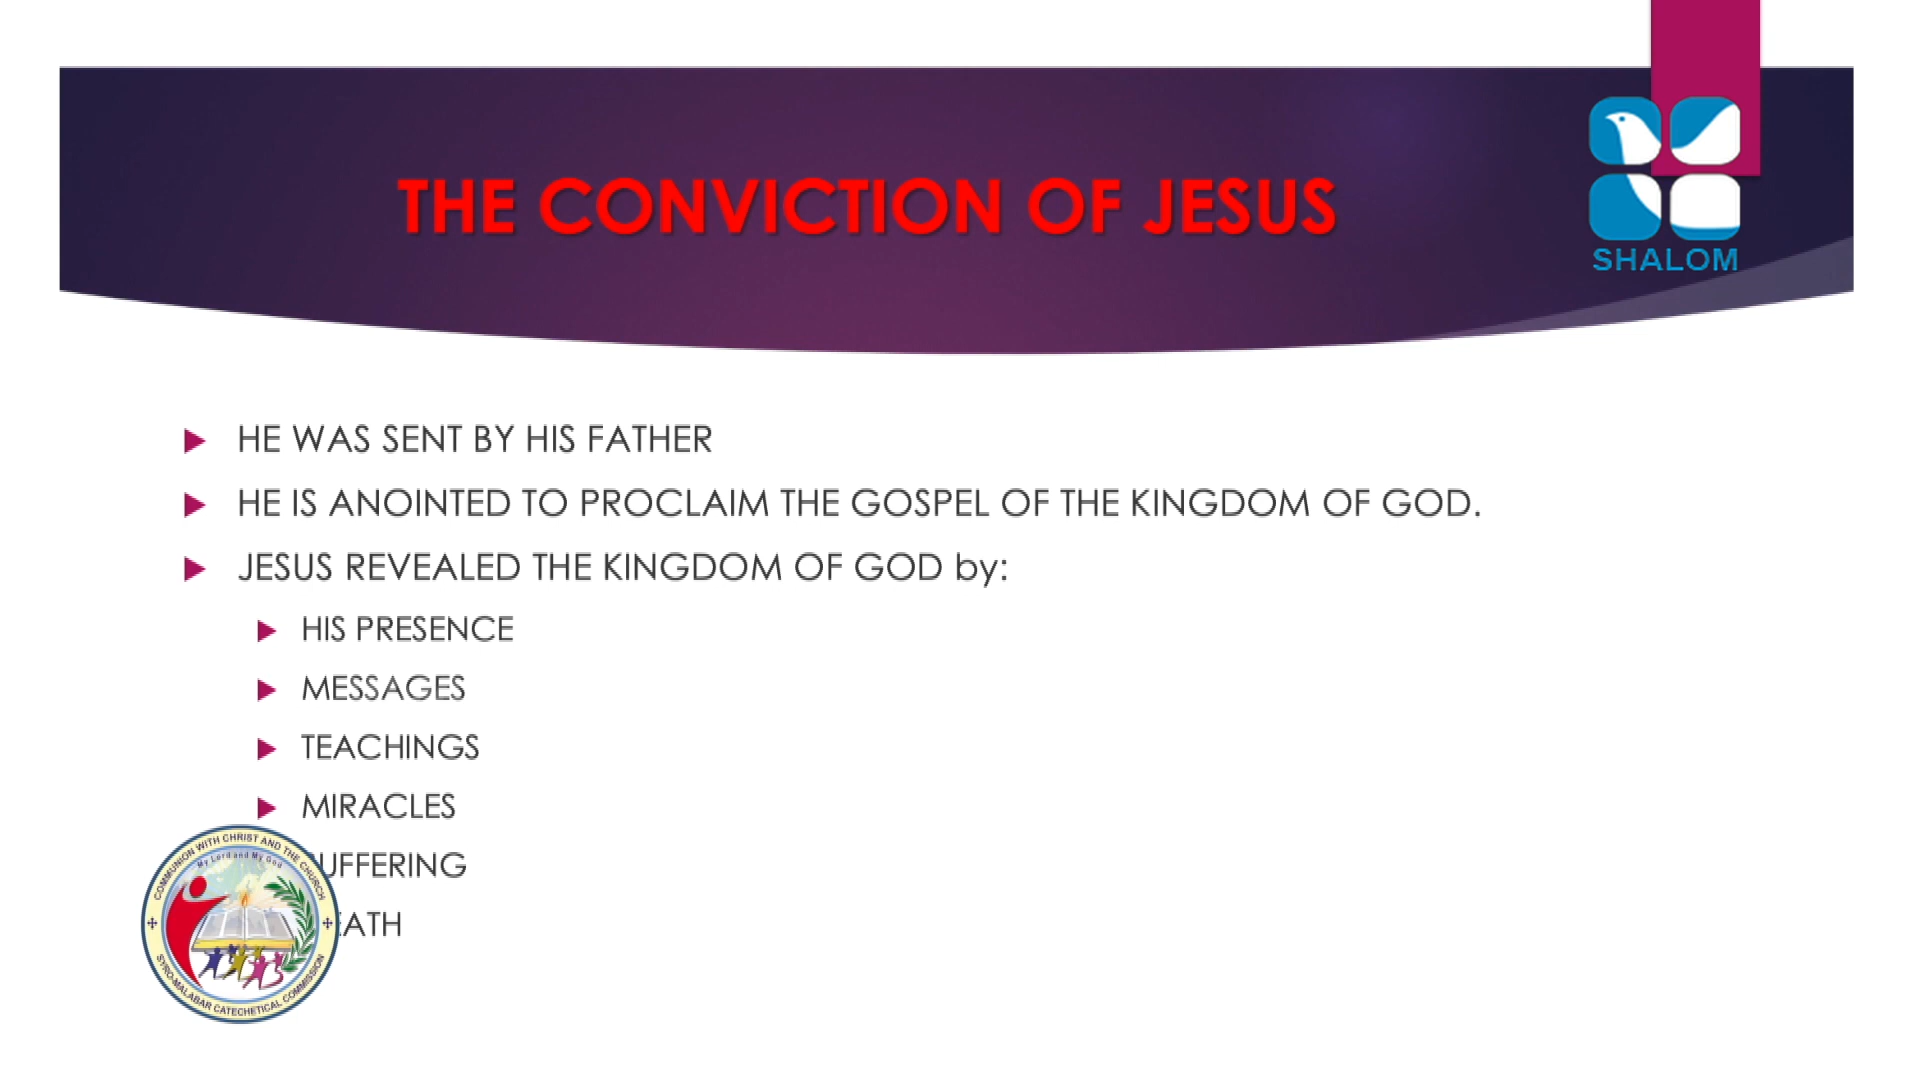 THE CONVICTION OF JESUS
SHALOM
HE WAS SENT BY HIS FATHER
HE IS ANOINTED TO PROCLAIM THE GOSPEL OF THE KINGDOM OF GOD.
JESUS REVEALED THE KINGDOM OF GOD by:
HIS PRESENCE
MESSAGES
TEACHINGS
MIRACLES
UFFERING
EATH
COMMUNION WITH CHRIST AND THE CHURCH
My Lord and My God
SYRO-MALABAR CATECHETICAL COMMISSION